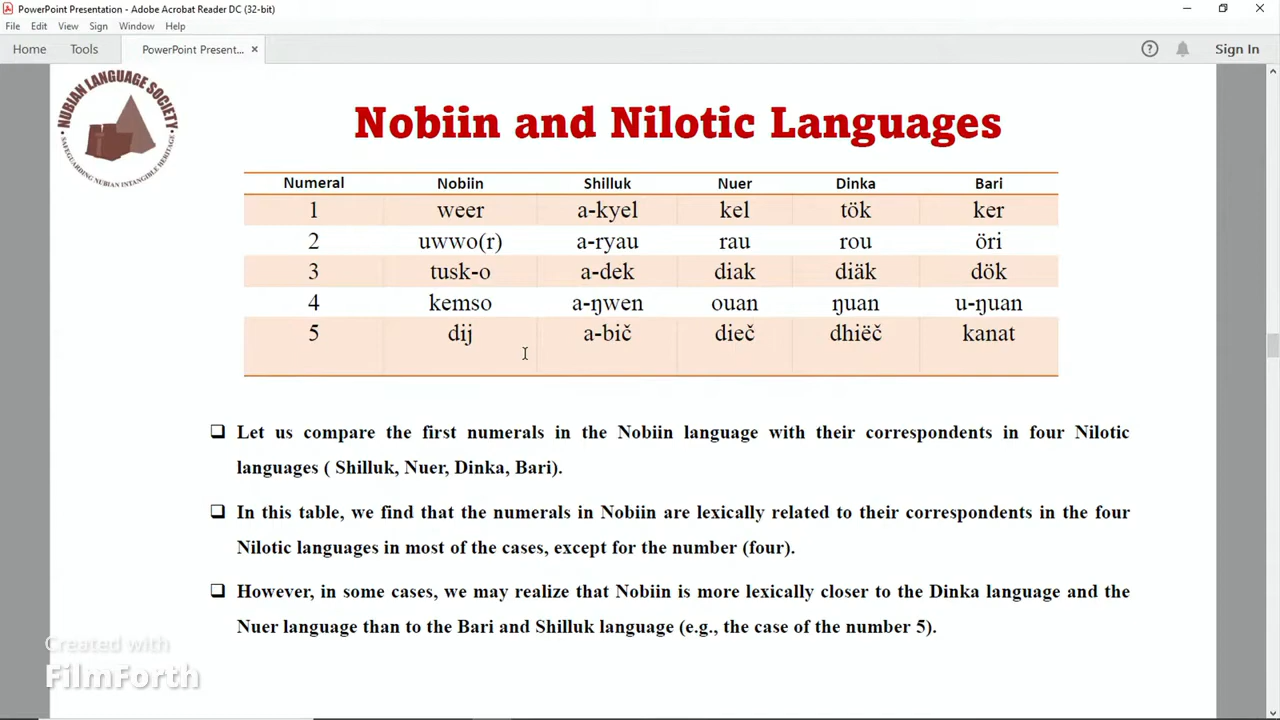 PowerPoint Presentation - Adobe Acrobat Reader DC (32-bit)
File Edit View Sign Window Help
Home Tools PowerPoint Present... × Sign In
NUBIAN LANGUAGE SOCIETY
• SAFEGUARDING NUBIAN INTANGIBLE HERITAGE •
Nobiin and Nilotic Languages
Numeral Nobiin Shilluk Nuer Dinka Bari
1 weer a-kyel kel tök ker
2 uwwo(r) a-ryau rau rou öri
3 tusk-o a-dek diak diäk dök
4 kemso a-ŋwen ouan ŋuan u-ŋuan
5 dij a-bič dieč dhiëč kanat
❑ Let us compare the first numerals in the Nobiin language with their correspondents in four Nilotic
languages ( Shilluk, Nuer, Dinka, Bari).
❑ In this table, we find that the numerals in Nobiin are lexically related to their correspondents in the four
Nilotic languages in most of the cases, except for the number (four).
❑ However, in some cases, we may realize that Nobiin is more lexically closer to the Dinka language and the
Nuer language than to the Bari and Shilluk language (e.g., the case of the number 5).
Created with
FilmForth